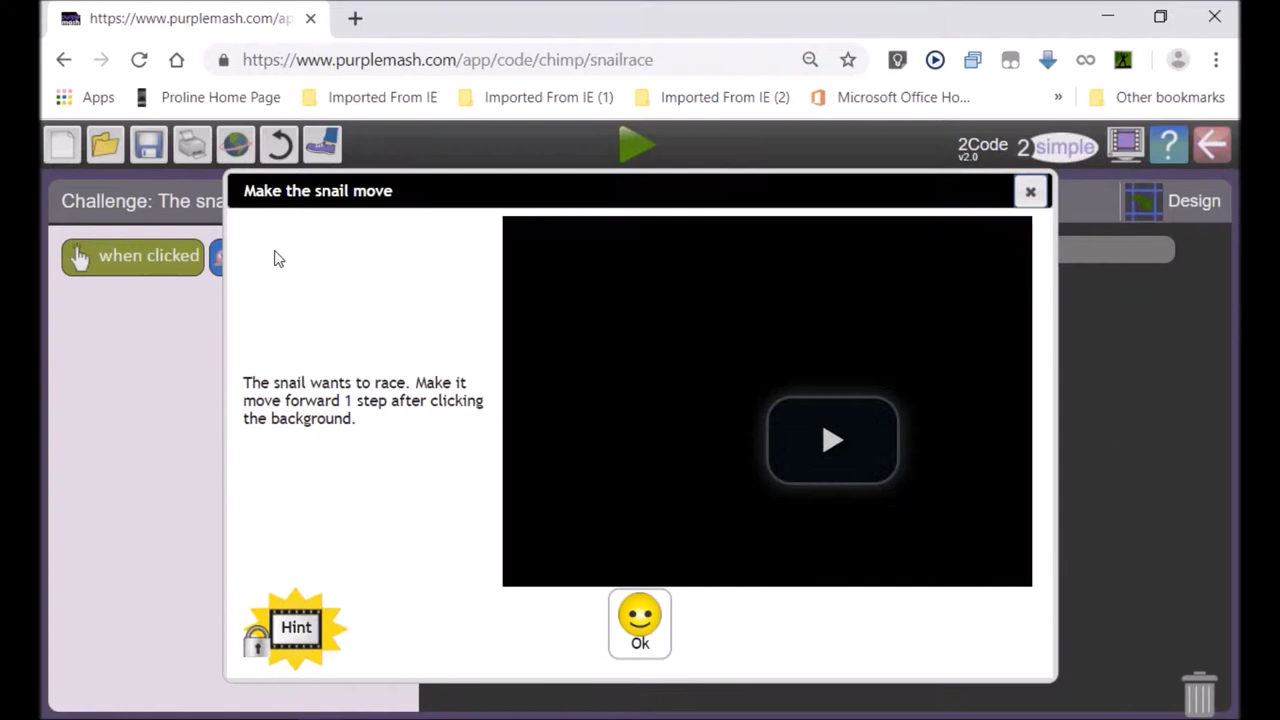 https://www.purplemash.com/ap
https://www.purplemash.com/app/code/chimp/snailrace
Apps
Proline Home Page
Imported From IE
Imported From IE (1)
Imported From IE (2)
Microsoft Office Ho...
»
Other bookmarks
2Code
v2.0
2simple
?
Make the snail move
Challenge: The sna
Design
when clicked
The snail wants to race. Make it
move forward 1 step after clicking
the background.
Hint
Ok